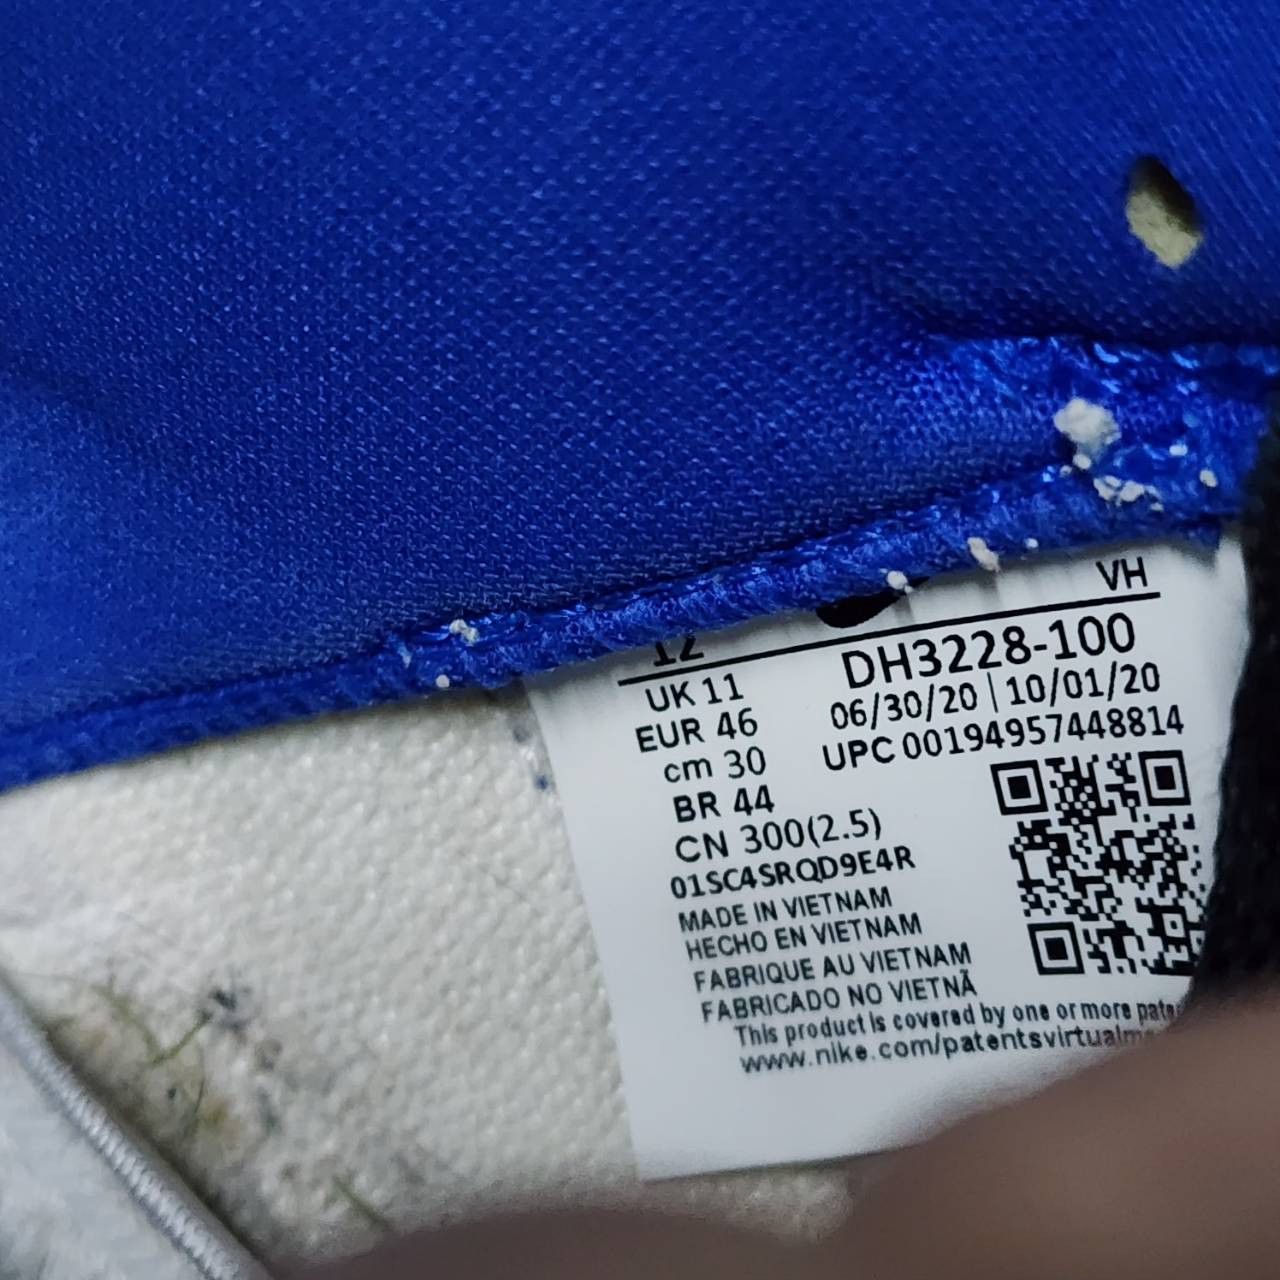 VH
12
UK 11
EUR 46
cm 30
BR 44
CN 300(2.5)
DH3228-100
06/30/20 | 10/01/20
UPC 00194957448814
01SC4SRQD9E4R
MADE IN VIETNAM
HECHO EN VIETNAM
FABRIQUE AU VIETNAM
FABRICADO NO VIETNÃ
This product is covered by one or more
www.nike.com/patentsvirtualm